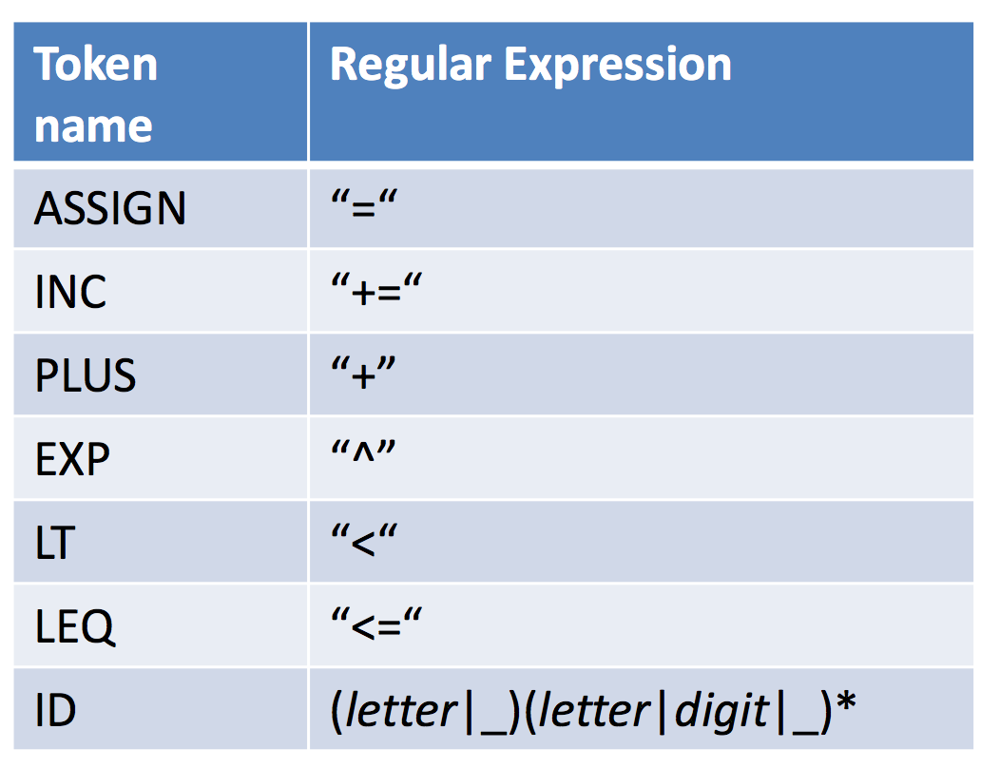 Token name Regular Expression
ASSIGN “=“
INC “+=“
PLUS “+”
EXP “^”
LT “<“
LEQ “<=“
ID (letter|_)(letter|digit|_)*